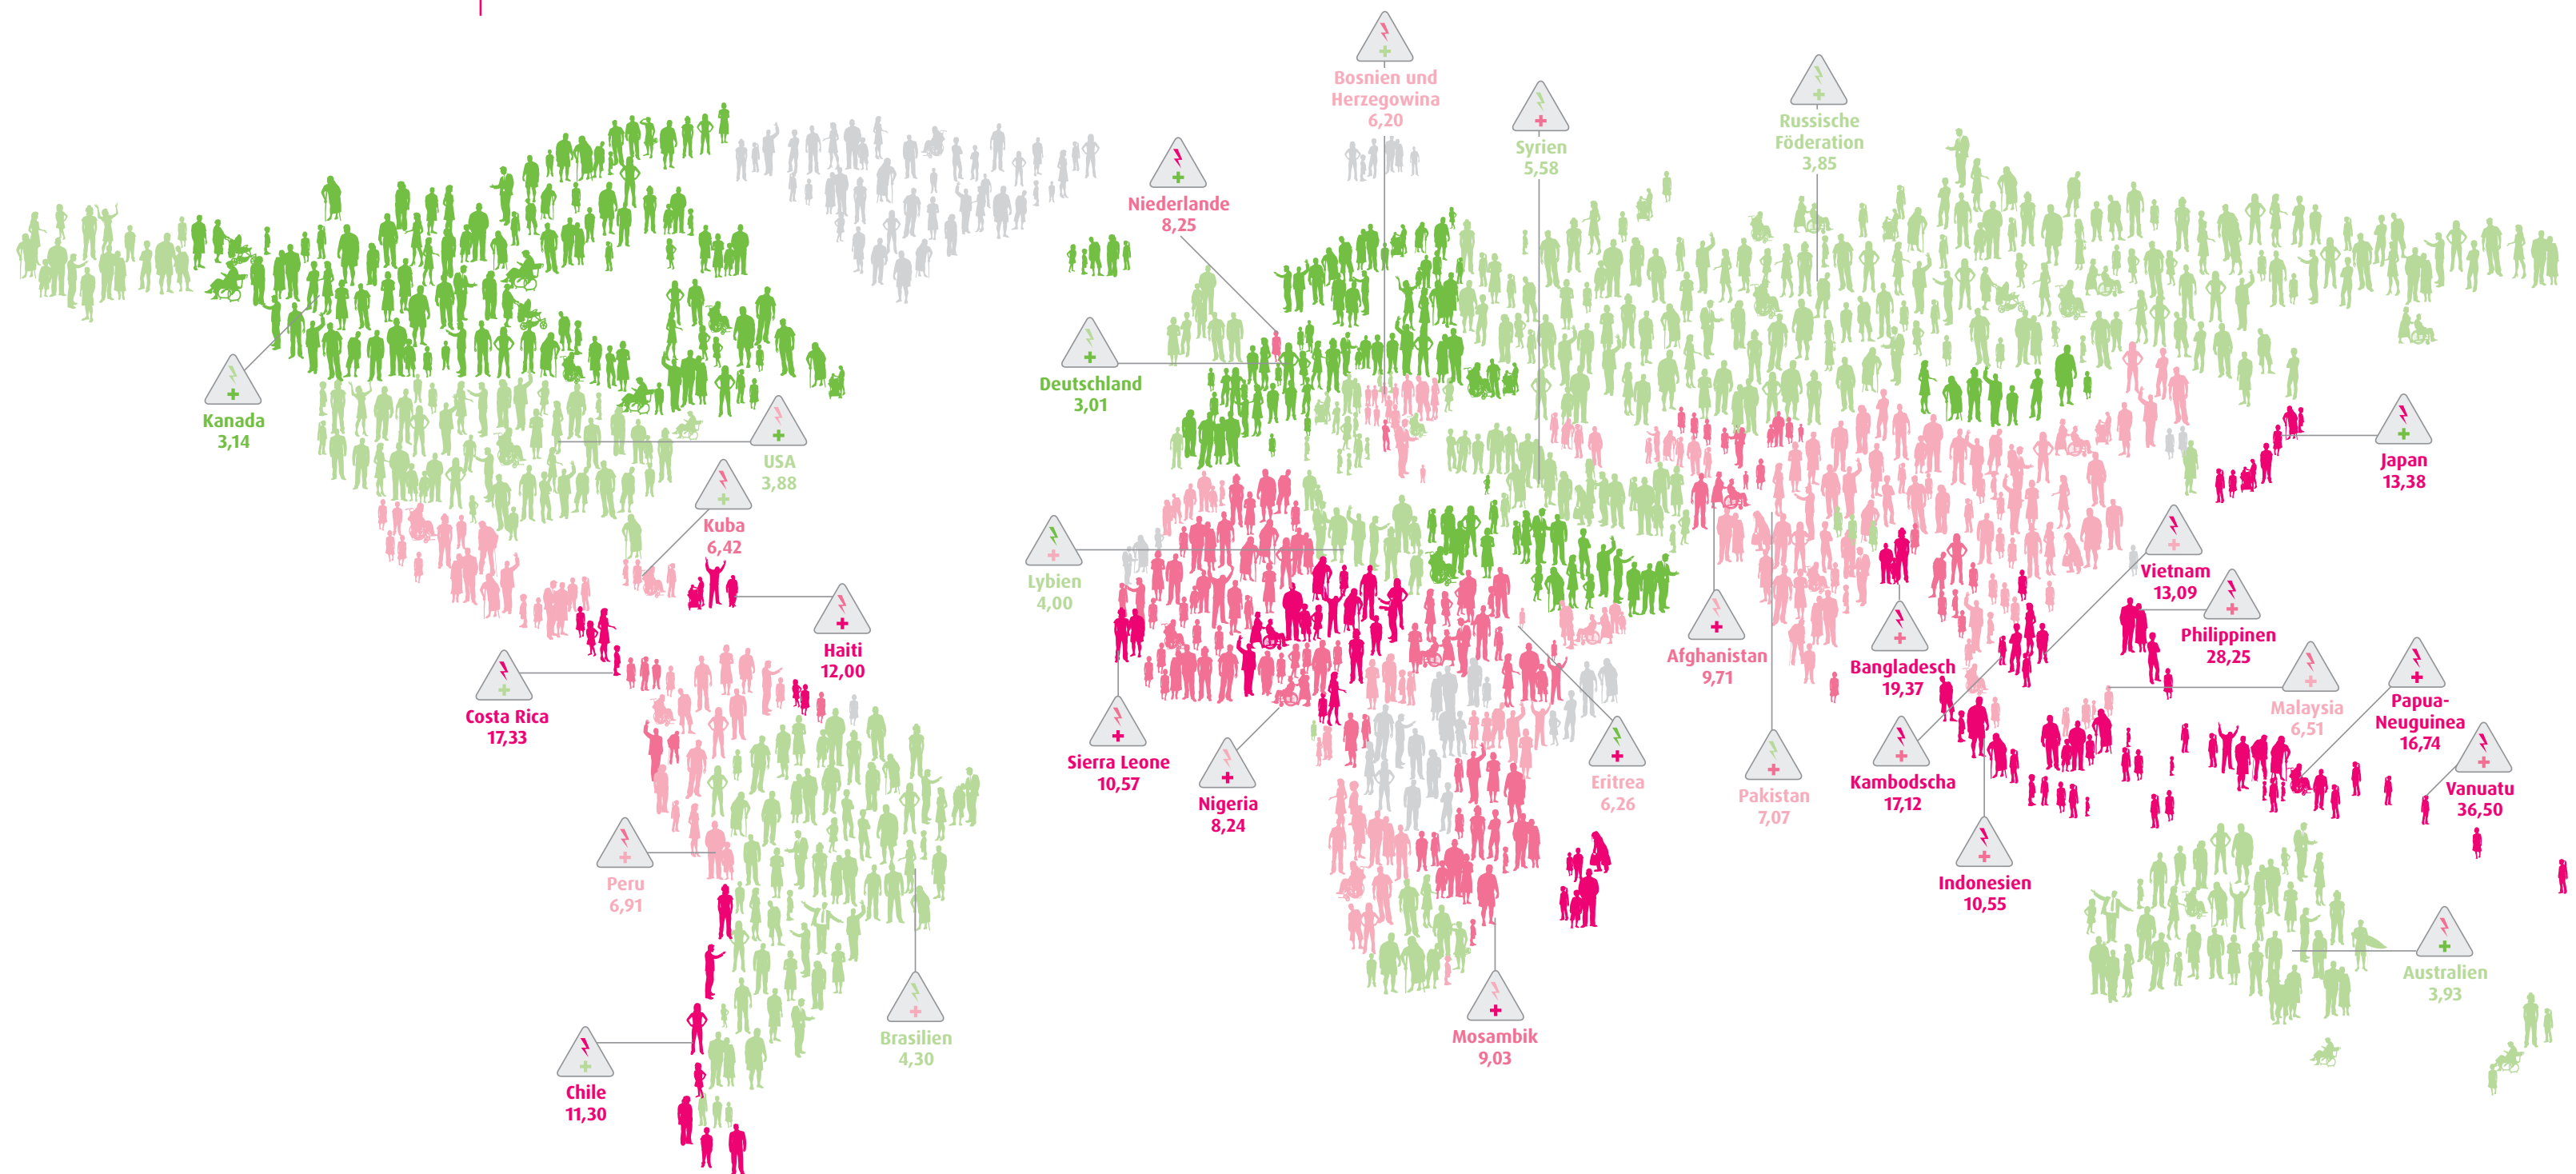 Bosnien und
Herzegowina
6,20
Syrien
5,58
Russische
Föderation
3,85
Niederlande
8,25
Deutschland
3,01
Kanada
3,14
USA
3,88
Kuba
6,42
Haiti
12,00
Costa Rica
17,33
Peru
6,91
Chile
11,30
Brasilien
4,30
Lybien
4,00
Sierra Leone
10,57
Nigeria
8,24
Mosambik
9,03
Eritrea
6,26
Afghanistan
9,71
Pakistan
7,07
Bangladesch
19,37
Kambodscha
17,12
Indonesien
10,55
Japan
13,38
Vietnam
13,09
Philippinen
28,25
Malaysia
6,51
Papua-
Neuguinea
16,74
Vanuatu
36,50
Australien
3,93